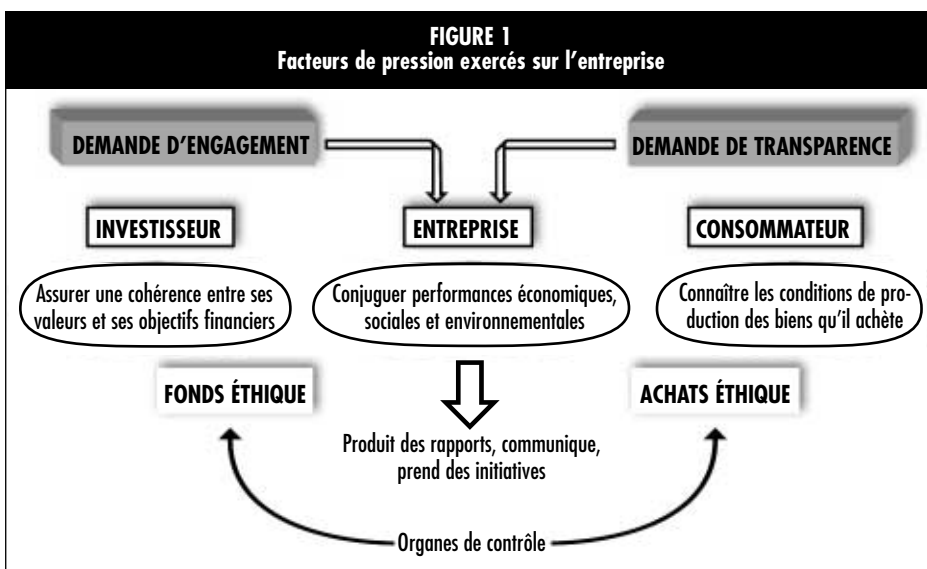 FIGURE 1
Facteurs de pression exercés sur l'entreprise
DEMANDE D'ENGAGEMENT
DEMANDE DE TRANSPARENCE
INVESTISSEUR
ENTREPRISE
CONSOMMATEUR
Assurer une cohérence entre ses
valeurs et ses objectifs financiers
Conjuguer performances économiques,
sociales et environnementales
Connaître les conditions de pro-
duction des biens qu'il achète
FONDS ÉTHIQUE
ACHATS ÉTHIQUE
Produit des rapports, communique,
prend des initiatives
Organes de contrôle